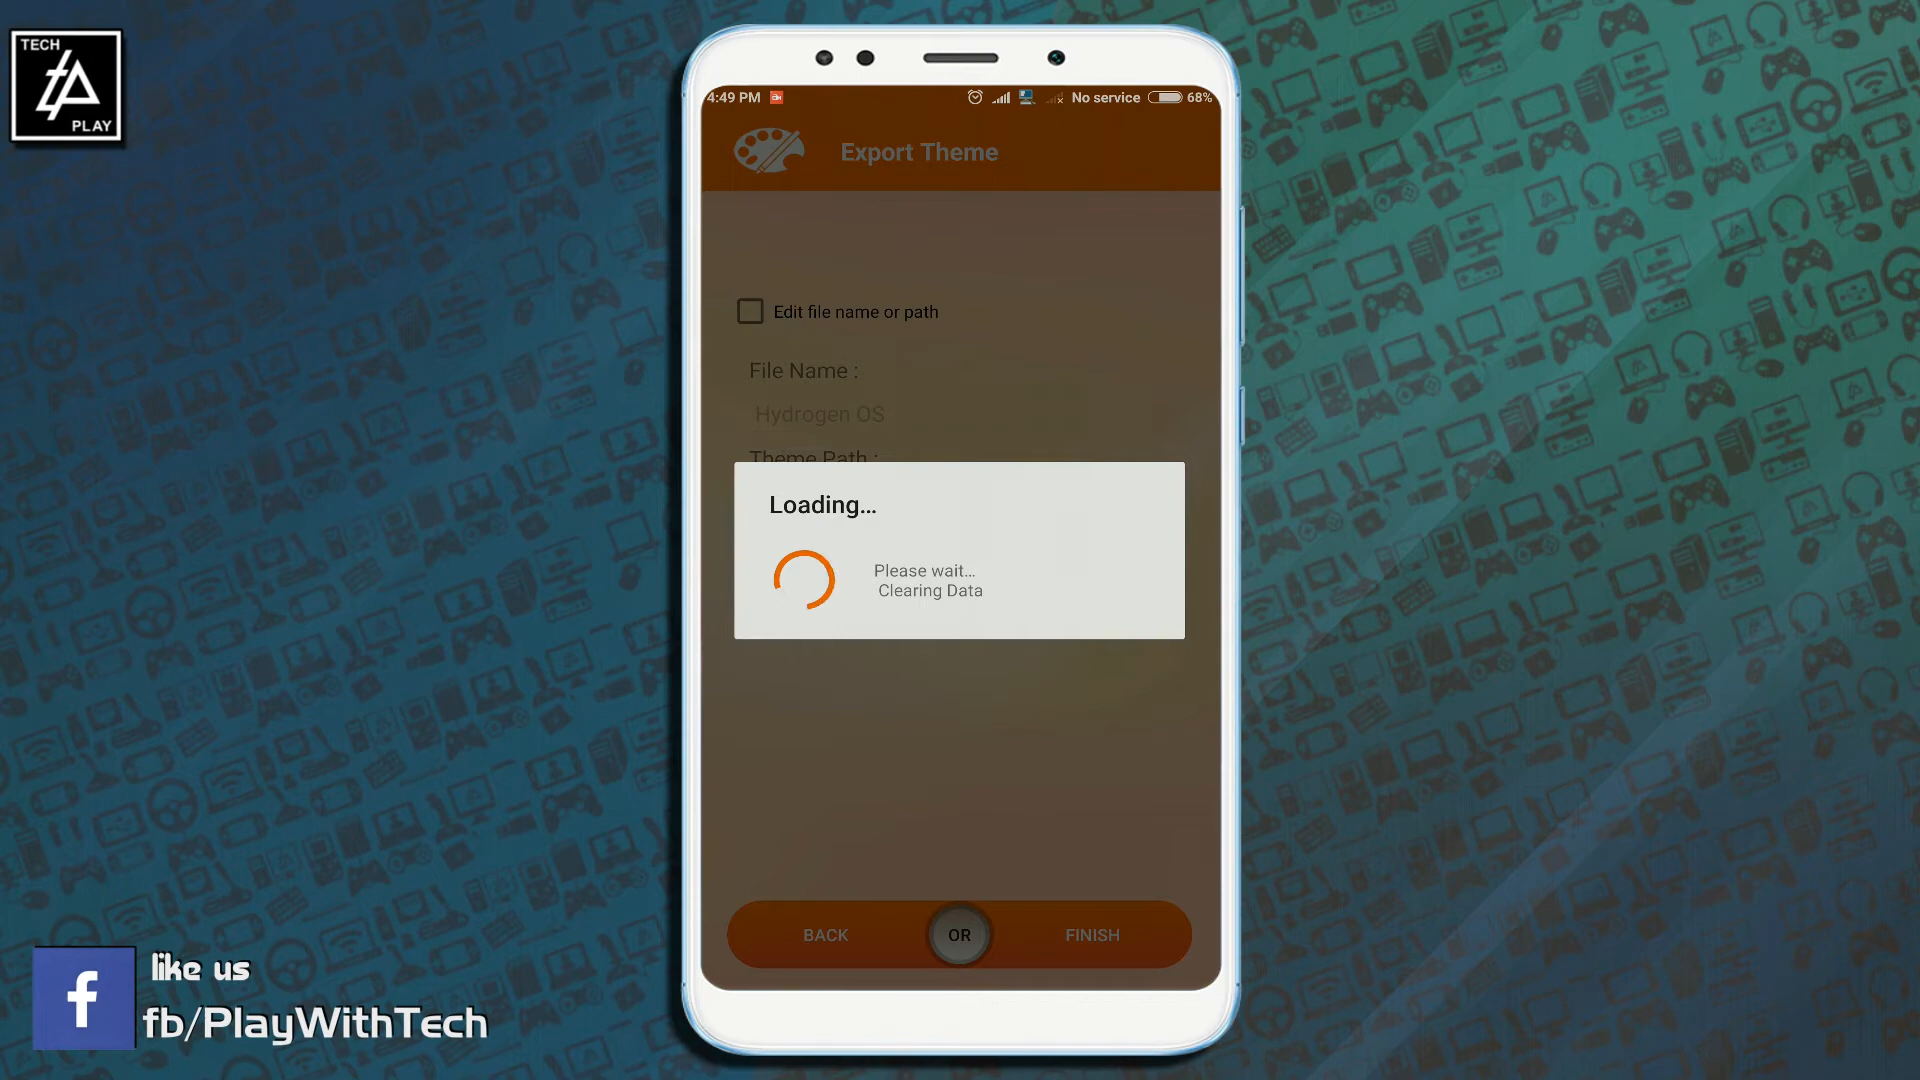 TECH
PLAY
4:49 PM
No service 68%
Export Theme
Edit file name or path
File Name :
Hydrogen OS
Theme Path :
Loading...
Please wait...
Clearing Data
BACK OR FINISH
f like us
fb/PlayWithTech